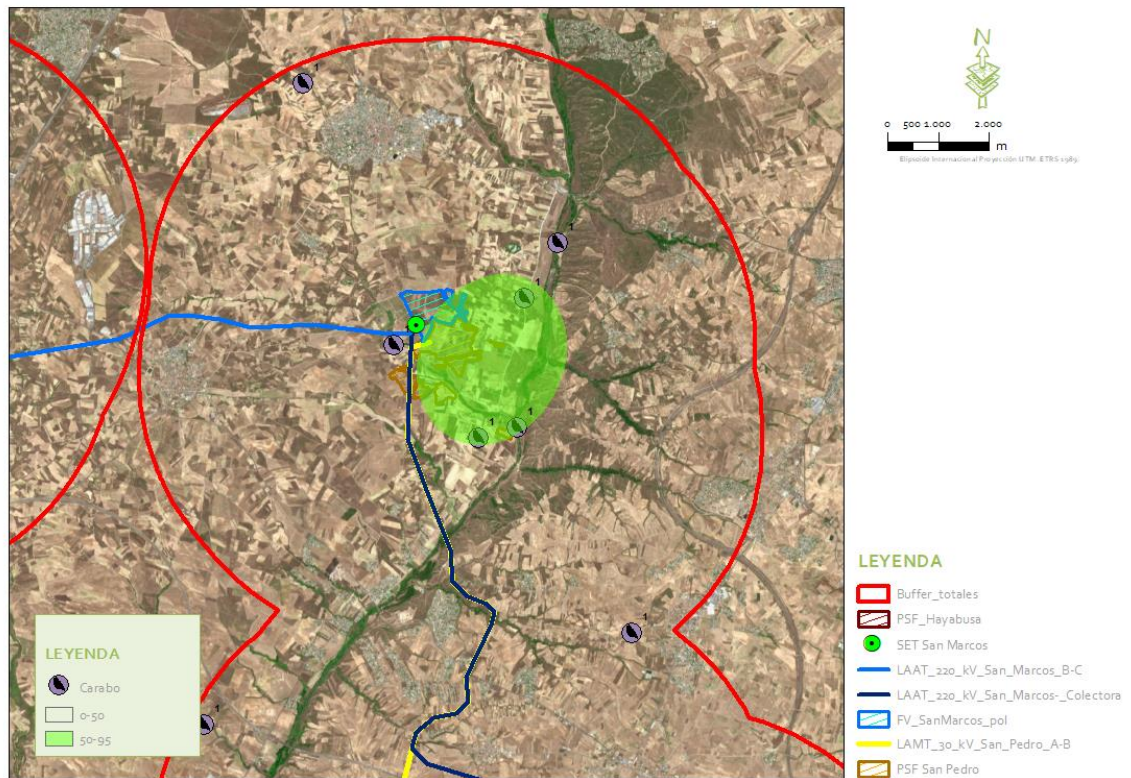 N
0 500 1.000 2.000
m
Elipsoide Internacional Proyección UTM. ETRS 1989.
1
1
1
1
1
1
1
LEYENDA
Carabo
0-50
50-95
LEYENDA
Buffer_totales
PSF_Hayabusa
SET San Marcos
LAAT_220_kV_San_Marcos_B-C
LAAT_220_kV_San_Marcos-_Colectora
FV_SanMarcos_pol
LAMT_30_kV_San_Pedro_A-B
PSF San Pedro